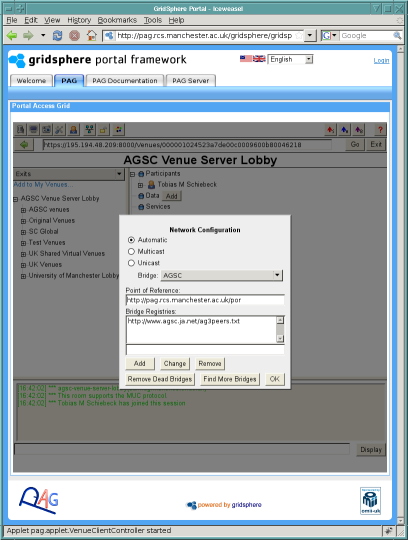 GridSphere Portal - Iceweasel
File Edit View History Bookmarks Tools Help
http://pag.rcs.manchester.ac.uk/gridsphere/gridsp
Google
gridsphere portal framework
English
Login
Welcome PAG PAG Documentation PAG Server
Portal Access Grid
https://195.194.48.209:8000/venues/000001024523a7de00c0009600b80046218
Go Exit
AGSC Venue Server Lobby
Exits
Add to My Venues...
AGSC Venue Server Lobby
AGSC venues
Original Venues
SC Global
Test Venues
UK Shared Virtual Venues
UK Venues
University of Manchester Lobby
Participants
Tobias M Schiebeck
Data Add
Services
Network Configuration
Automatic
Multicast
Unicast
Bridge: AGSC
Point of Reference:
http://pag.rcs.manchester.ac.uk/por
Bridge Registries:
http://www.agsc.ja.net/ag3peers.txt
Add Change Remove
Remove Dead Bridges Find More Bridges OK
[16:42:02] *** agsc-venue-server-lo
[16:42:02] *** This room supports the MUC protocol.
[16:42:02] *** Tobias M Schiebeck has joined this session
Display
PAG
powered by gridsphere
omii-uk
Applet pag.applet.VenueClientController started